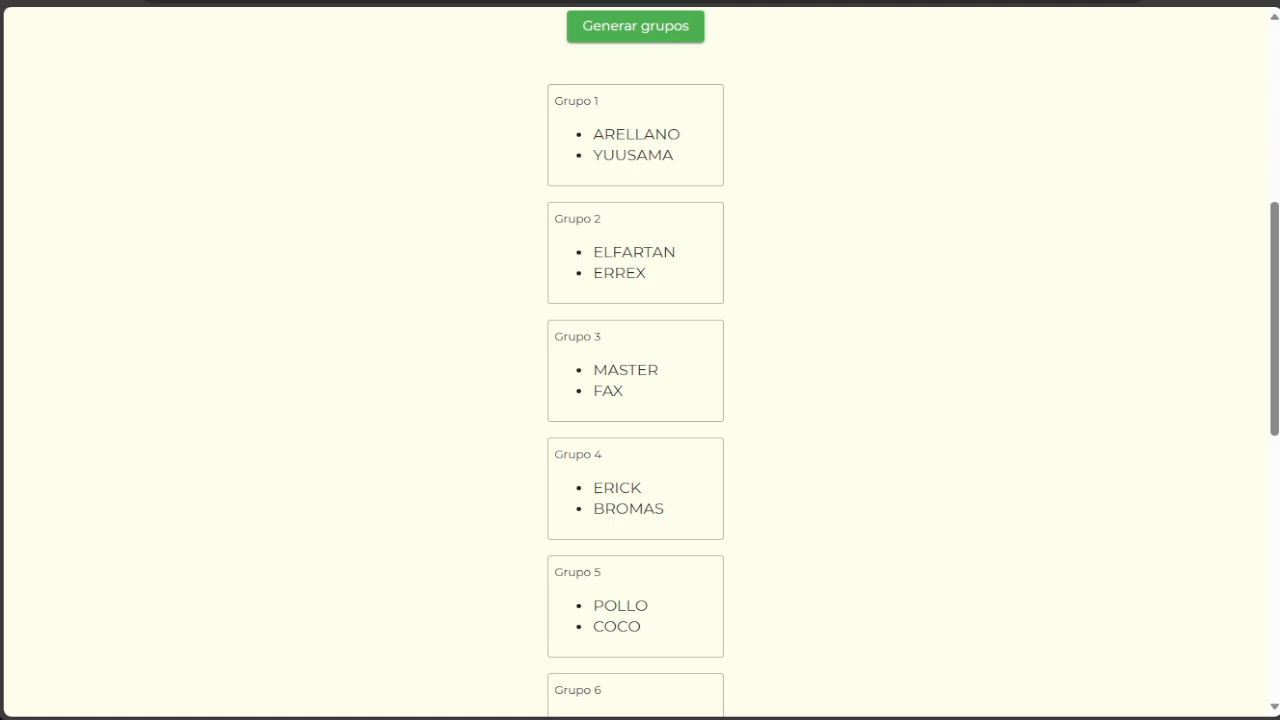 Generar grupos
Grupo 1
ARELLANO
YUUSAMA
Grupo 2
ELFARTAN
ERREX
Grupo 3
MASTER
FAX
Grupo 4
ERICK
BROMAS
Grupo 5
POLLO
COCO
Grupo 6